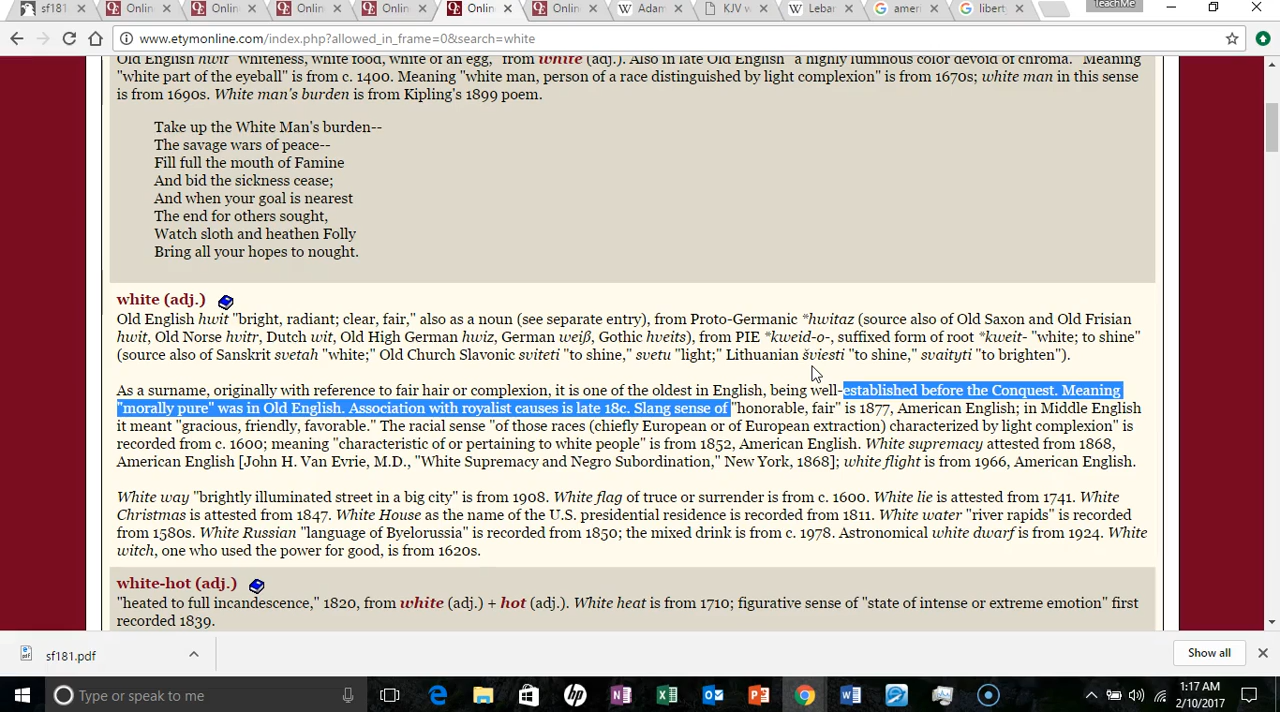 sf181
Online
Online
Online
Online
Online
Online
Adam
KJV v
Lebar
ameri
libert
TeachMe
www.etymonline.com/index.php?allowed_in_frame=0&search=white
Old English hwit "whiteness, white food, white of an egg," from white (adj.). Also in late Old English "a highly luminous color devoid of chroma." Meaning
"white part of the eyeball" is from c. 1400. Meaning "white man, person of a race distinguished by light complexion" is from 1670s; white man in this sense
is from 1690s. White man's burden is from Kipling's 1899 poem.
Take up the White Man's burden--
The savage wars of peace--
Fill full the mouth of Famine
And bid the sickness cease;
And when your goal is nearest
The end for others sought,
Watch sloth and heathen Folly
Bring all your hopes to nought.
white (adj.)
Old English hwit "bright, radiant; clear, fair," also as a noun (see separate entry), from Proto-Germanic *hwitaz (source also of Old Saxon and Old Frisian
hwit, Old Norse hvitr, Dutch wit, Old High German hwiz, German weiß, Gothic hveits), from PIE *kweid-o-, suffixed form of root *kweit- "white; to shine"
(source also of Sanskrit svetah "white;" Old Church Slavonic sviteti "to shine," svetu "light;" Lithuanian šviesti "to shine," svaityti "to brighten").
As a surname, originally with reference to fair hair or complexion, it is one of the oldest in English, being well-established before the Conquest. Meaning
"morally pure" was in Old English. Association with royalist causes is late 18c. Slang sense of "honorable, fair" is 1877, American English; in Middle English
it meant "gracious, friendly, favorable." The racial sense "of those races (chiefly European or of European extraction) characterized by light complexion" is
recorded from c. 1600; meaning "characteristic of or pertaining to white people" is from 1852, American English. White supremacy attested from 1868,
American English [John H. Van Evrie, M.D., "White Supremacy and Negro Subordination," New York, 1868]; white flight is from 1966, American English.
White way "brightly illuminated street in a big city" is from 1908. White flag of truce or surrender is from c. 1600. White lie is attested from 1741. White
Christmas is attested from 1847. White House as the name of the U.S. presidential residence is recorded from 1811. White water "river rapids" is recorded
from 1580s. White Russian "language of Byelorussia" is recorded from 1850; the mixed drink is from c. 1978. Astronomical white dwarf is from 1924. White
witch, one who used the power for good, is from 1620s.
white-hot (adj.)
"heated to full incandescence," 1820, from white (adj.) + hot (adj.). White heat is from 1710; figurative sense of "state of intense or extreme emotion" first
recorded 1839.
sf181.pdf
Show all
Type or speak to me
1:17 AM
2/10/2017